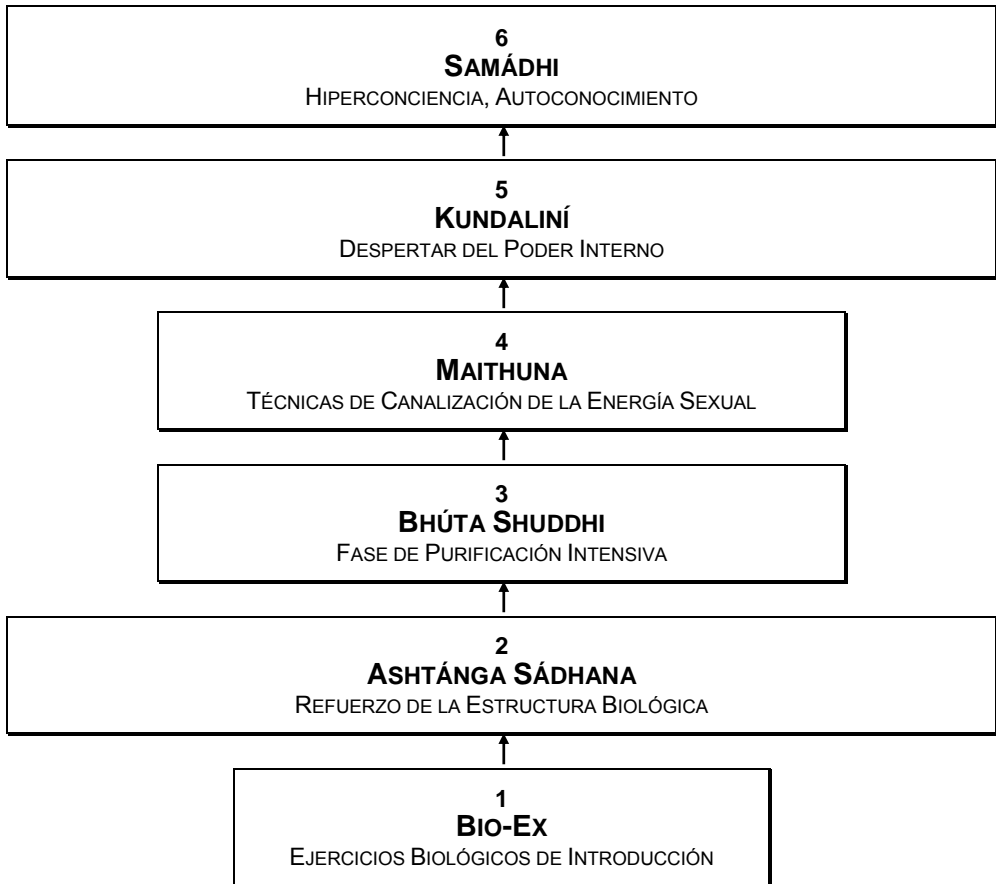 6
SAMÁDHI
HIPERCONCIENCIA, AUTOCONOCIMIENTO
5
KUNDALINÍ
DESPERTAR DEL PODER INTERNO
4
MAITHUNA
TÉCNICAS DE CANALIZACIÓN DE LA ENERGÍA SEXUAL
3
BHÚTA SHUDDHI
FASE DE PURIFICACIÓN INTENSIVA
2
ASHTÁNGA SÁDHANA
REFUERZO DE LA ESTRUCTURA BIOLÓGICA
1
BIO-EX
EJERCICIOS BIOLÓGICOS DE INTRODUCCIÓN